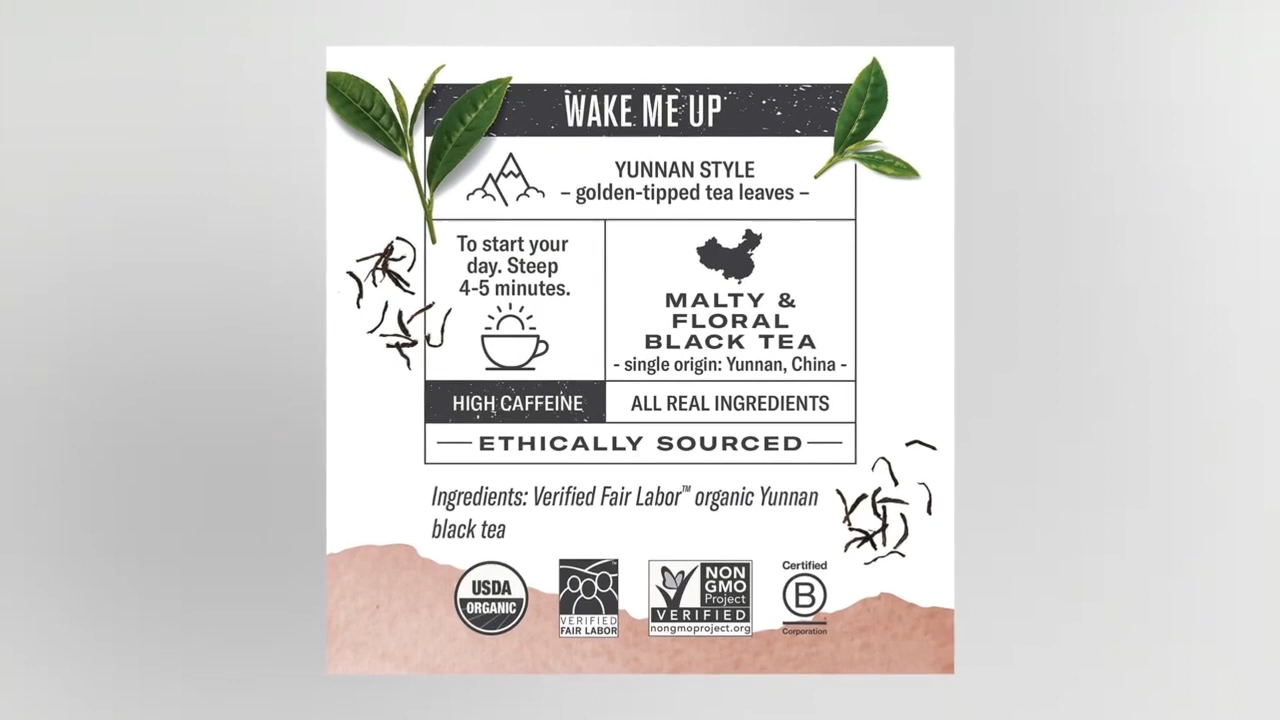 WAKE ME UP
YUNNAN STYLE
– golden-tipped tea leaves –
To start your
day. Steep
4-5 minutes.
MALTY &
FLORAL
BLACK TEA
- single origin: Yunnan, China -
HIGH CAFFEINE
ALL REAL INGREDIENTS
ETHICALLY SOURCED
Ingredients: Verified Fair Labor™ organic Yunnan
black tea
USDA
ORGANIC
VERIFIED
FAIR LABOR
NON
GMO
Project
VERIFIED
nongmoproject.org
Certified
B
Corporation